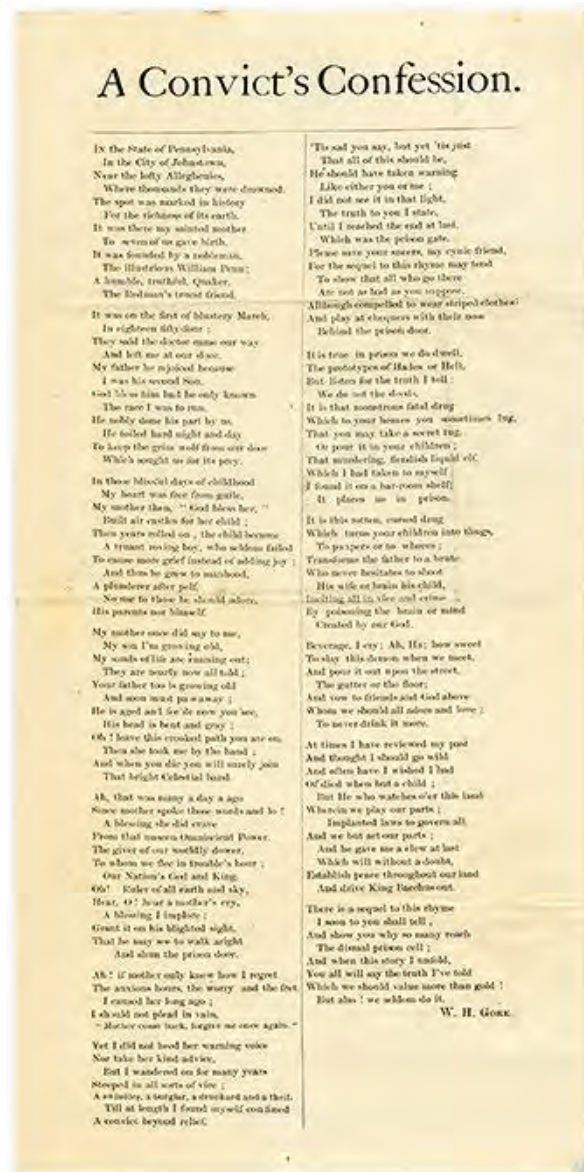 A Convict's Confession.
In the State of Pennsylvania,
In the City of Johnstown,
Near the lofty Alleghenies,
Where thousands they were drowned.
The spot was marked in history
For the richness of its earth.
It was there my sainted mother
To seven of us gave birth.
It was founded by a nobleman,
The illustrious William Penn;
A humble, truthful, Quaker,
The Redman's truest friend.
It was on the first of blustery March,
In eighteen fifty-four;
They said the doctor came our way
And left me at our door.
My father he rejoiced because
I was his second Son.
God bless him had he only known
The race I was to run.
He nobly done his part by us,
He toiled hard night and day
To keep the grim wolf from our door
Which sought us for its prey.
In those blissful days of childhood
My heart was free from guile,
My mother then, "God bless her,"
Built air castles for her child;
Then years rolled on, the child became
A truant roving boy, who seldom failed
To cause more grief instead of adding joy;
And thus he grew to manhood,
A plunderer after pelf,
No use to those he should adore,
His parents nor himself.
My mother once did say to me,
My son I'm growing old,
My sands of life are running out;
They are nearly now all told;
Your father too is growing old
And soon must pass away;
He is aged and feeble now you see,
His head is bent and gray;
Oh! leave this crooked path you are on
Then she took me by the hand;
And when you die you will surely join
That bright Celestial band.
Ah, that was many a day a ago
Since mother spoke those words and lo!
A blessing she did crave
From that unseen Omniscient Power.
The giver of our worldly dower,
To whom we flee in trouble's hour;
Our Nation's God and King.
Oh! Ruler of all earth and sky,
Hear, O! hear a mother's cry,
A blessing I implore;
Grant it on his blighted sight,
That he may see to walk aright
And shun the prison door.
Ah! if mother only knew how I regret
The anxious hours, the worry and the fret
I caused her long ago;
I should not plead in vain,
"Mother come back, forgive me once again."
Yet I did not heed her warning voice
Nor take her kind advice,
But I wandered on for many years
Steeped in all sorts of vice;
A swindler, a burglar, a drunkard and a thief.
Till at length I found myself confined
A convict beyond relief.
'Tis sad you say, but yet 'tis just
That all of this should be,
He should have taken warning
Like either you or me;
I did not see it in that light,
The truth to you I state,
Until I reached the end at last,
Which was the prison gate.
Please save your sneers, my cynic friend,
For the sequel to this rhyme may tend
To show that all who go there
Are not as bad as you suppose.
Although compelled to wear striped clothes;
And play at chequers with their nose
Behind the prison door.
It is true in prison we do dwell,
The prototypes of Hades or Hell,
But listen for the truth I tell:
We do not the deeds,
It is that monstrous fatal drug
Which to your homes you sometimes lug,
That you may take a secret tug,
Or pour it in your children;
That murdering, fiendish liquid elf,
Which I had taken to myself;
I found it on a bar-room shelf;
It places us in prison.
It is this rotten, cursed drug
Which turns your children into thugs,
To paupers or to whores;
Transforms the father to a brute
Who never hesitates to shoot
His wife or brain his child,
Inciting all in vice and crime
By poisoning the brain or mind
Created by our God.
Beverage, I cry; Ah, Ha; how sweet
To slay this demon when we meet,
And pour it out upon the street,
The gutter or the floor;
And vow to friends and God above
Whom we should all adore and love;
To never drink it more.
At times I have reviewed my past
And thought I should go wild
And often have I wished I had
Of died when but a child;
But He who watches o'er this land
Wherein we play our parts;
Implanted laws to govern all
And we but act our parts;
And he gave me a clew at last
Which will without a doubt,
Establish peace throughout our land
And drive King Bacchus out.
There is a sequel to this rhyme
I soon to you shall tell,
And show you why so many reach
The dismal prison cell;
And when this story I unfold,
You all will say the truth I've told
Which we should value more than gold!
But alas! we seldom do it.
W. H. Gore.